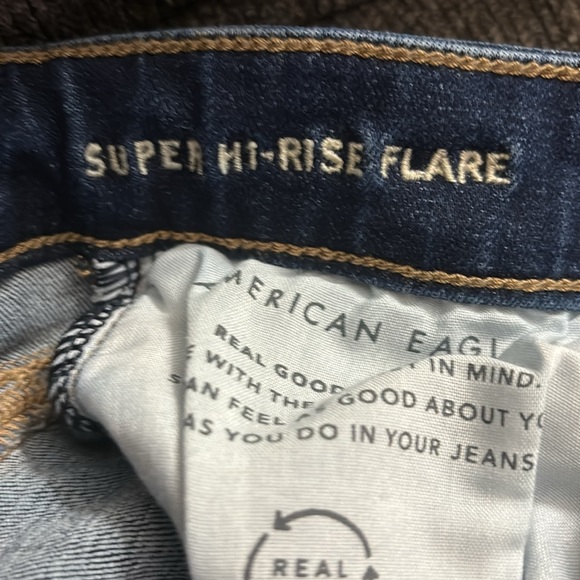 SUPER HI-RISE FLARE
AMERICAN EAGL
REAL GOOD IN MIND.
WITH THE GOOD ABOUT YO
AN FEEL
AS YOU DO IN YOUR JEANS
REAL